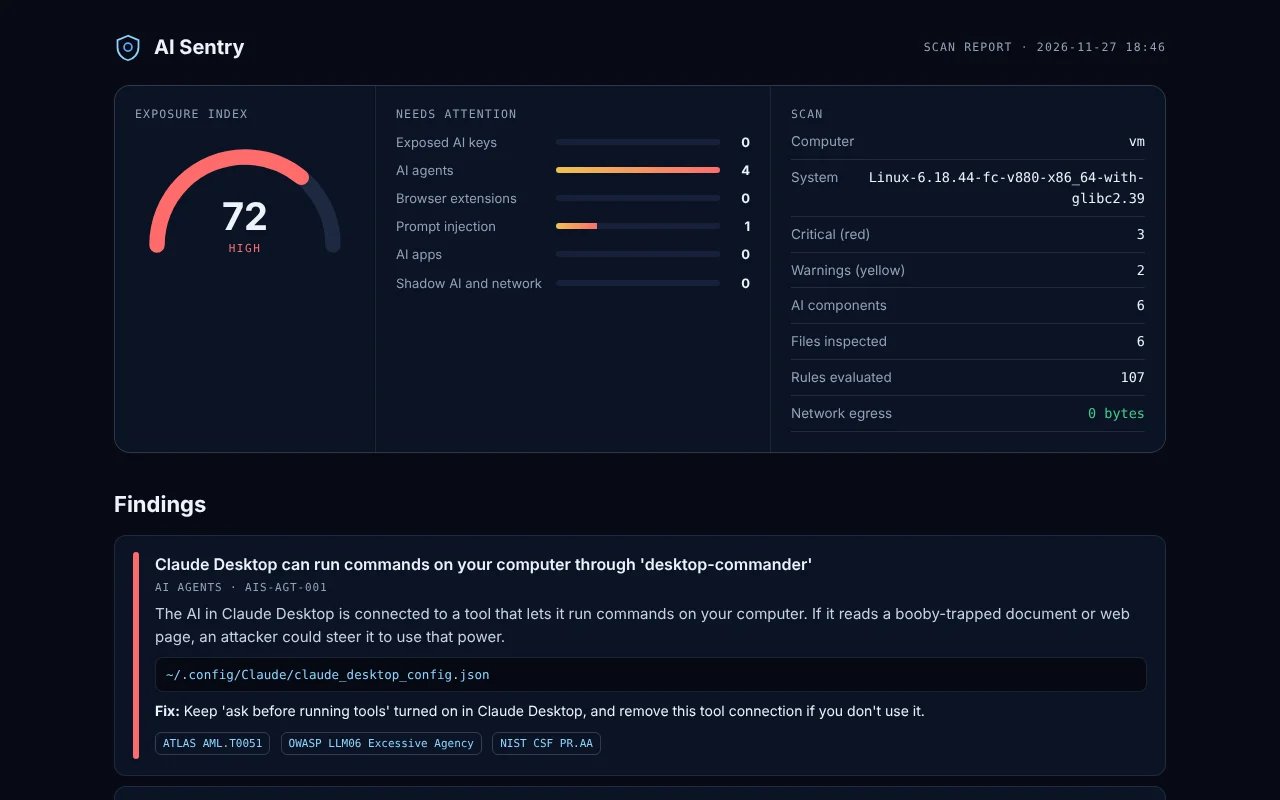 AI Sentry
SCAN REPORT · 2026-11-27 18:46
EXPOSURE INDEX
72
HIGH
NEEDS ATTENTION
Exposed AI keys 0
AI agents 4
Browser extensions 0
Prompt injection 1
AI apps 0
Shadow AI and network 0
SCAN
Computer vm
System Linux-6.18.44-fc-v880-x86_64-with-
glibc2.39
Critical (red) 3
Warnings (yellow) 2
AI components 6
Files inspected 6
Rules evaluated 107
Network egress 0 bytes
Findings
Claude Desktop can run commands on your computer through 'desktop-commander'
AI AGENTS · AIS-AGT-001
The AI in Claude Desktop is connected to a tool that lets it run commands on your computer. If it reads a booby-trapped document or web
page, an attacker could steer it to use that power.
~/.config/Claude/claude_desktop_config.json
Fix: Keep 'ask before running tools' turned on in Claude Desktop, and remove this tool connection if you don't use it.
ATLAS AML.T0051 OWASP LLM06 Excessive Agency NIST CSF PR.AA